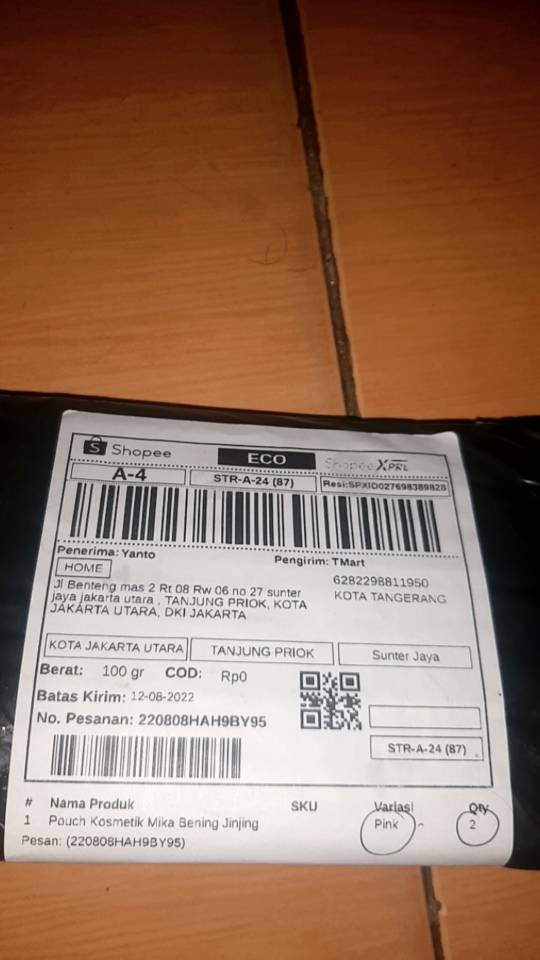 Shopee
ECO
Shopee XPRESS
A-4
STR-A-24 (87)
Resi:SPXID027698389828
Penerima: Yanto
Pengirim: TMart
HOME
6282298811950
Jl Benteng mas 2 Rt 08 Rw 06 no 27 sunter
KOTA TANGERANG
jaya jakarta utara , TANJUNG PRIOK, KOTA
JAKARTA UTARA, DKI JAKARTA
KOTA JAKARTA UTARA
TANJUNG PRIOK
Sunter Jaya
Berat: 100 gr COD: Rp0
Batas Kirim: 12-08-2022
No. Pesanan: 220808HAH9BY95
STR-A-24 (87)
# Nama Produk SKU Variasi Qty
1 Pouch Kosmetik Mika Bening Jinjing Pink 2
Pesan: (220808HAH9BY95)